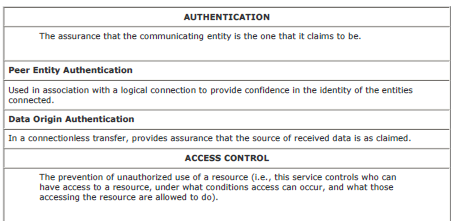 AUTHENTICATION
The assurance that the communicating entity is the one that it claims to be.
Peer Entity Authentication
Used in association with a logical connection to provide confidence in the identity of the entities
connected.
Data Origin Authentication
In a connectionless transfer, provides assurance that the source of received data is as claimed.
ACCESS CONTROL
The prevention of unauthorized use of a resource (i.e., this service controls who can
have access to a resource, under what conditions access can occur, and what those
accessing the resource are allowed to do).